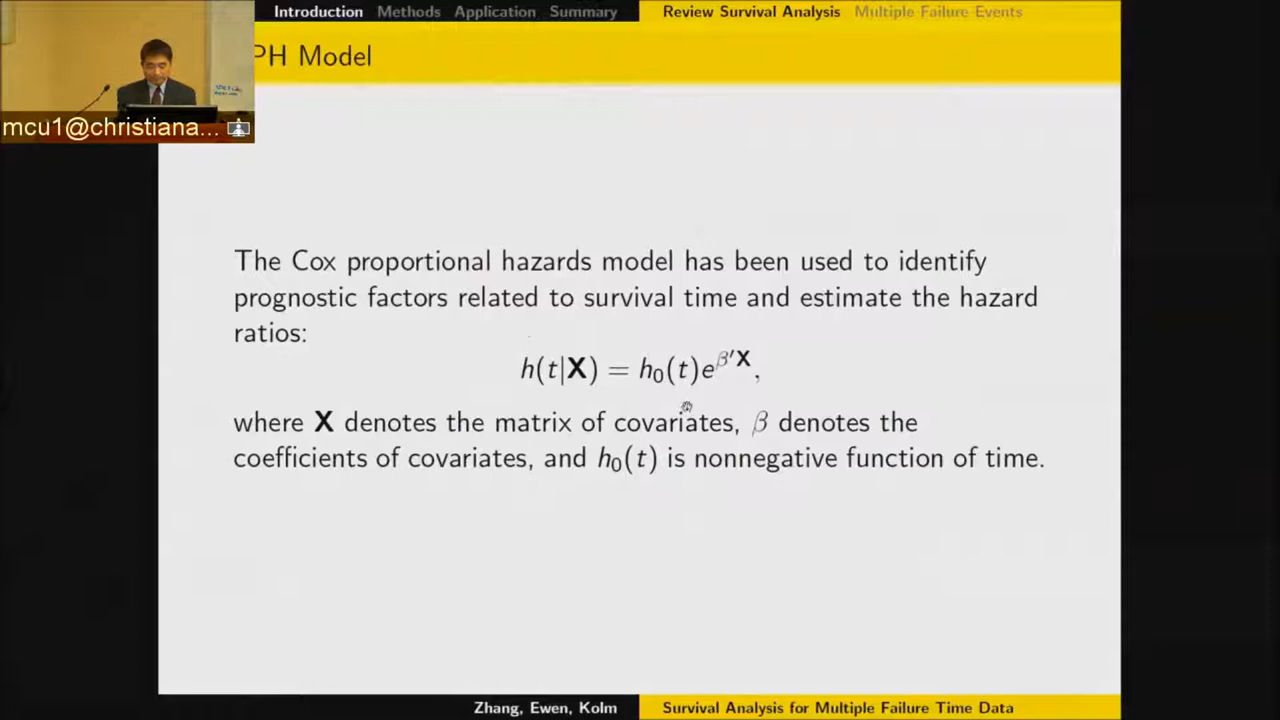 Introduction Methods Application Summary Review Survival Analysis Multiple Failure Events
PH Model
mcu1@christiana...
The Cox proportional hazards model has been used to identify
prognostic factors related to survival time and estimate the hazard
ratios:
h(t|X) = h₀(t)e^{β′X},
where X denotes the matrix of covariates, β denotes the
coefficients of covariates, and h₀(t) is nonnegative function of time.
Zhang, Ewen, Kolm Survival Analysis for Multiple Failure Time Data